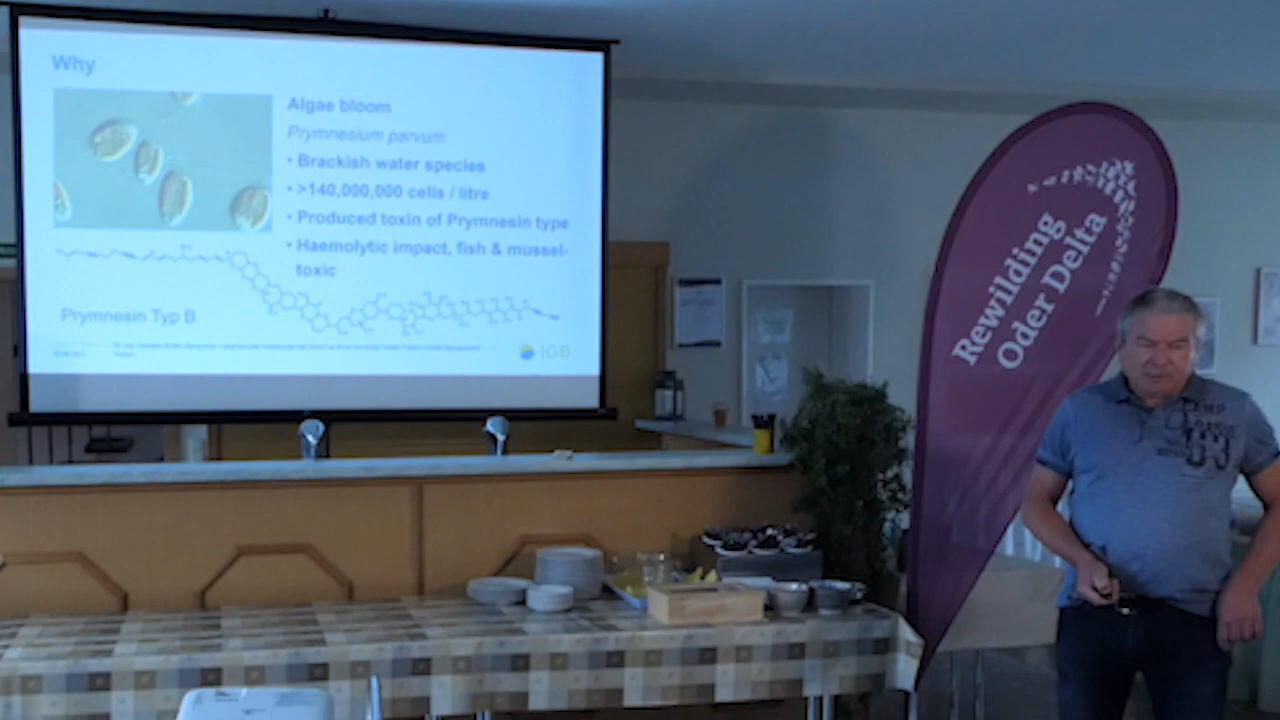 Why
Algae bloom
Prymnesium parvum
• Brackish water species
• >140,000,000 cells / litre
• Produced toxin of Prymnesin type
• Haemolytic impact, fish & mussel-
toxic
Prymnesin Typ B
IGB
Rewilding
Oder Delta
CAMP